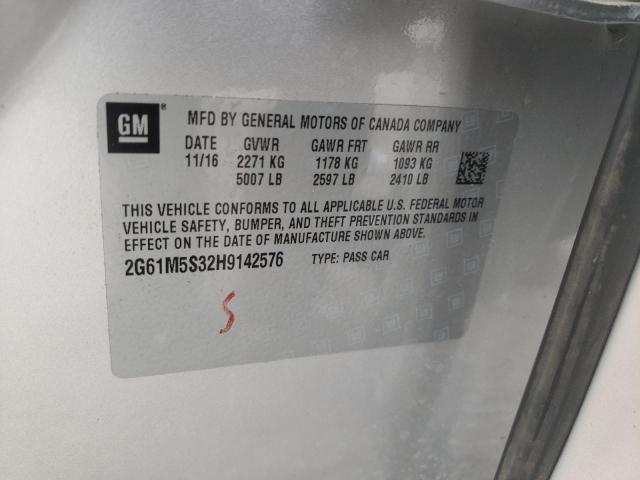 GM ® MFD BY GENERAL MOTORS OF CANADA COMPANY
DATE GVWR GAWR FRT GAWR RR
11/16 2271 KG 1178 KG 1093 KG
5007 LB 2597 LB 2410 LB
THIS VEHICLE CONFORMS TO ALL APPLICABLE U.S. FEDERAL MOTOR
VEHICLE SAFETY, BUMPER, AND THEFT PREVENTION STANDARDS IN
EFFECT ON THE DATE OF MANUFACTURE SHOWN ABOVE.
2G61M5S32H9142576 TYPE: PASS CAR
S